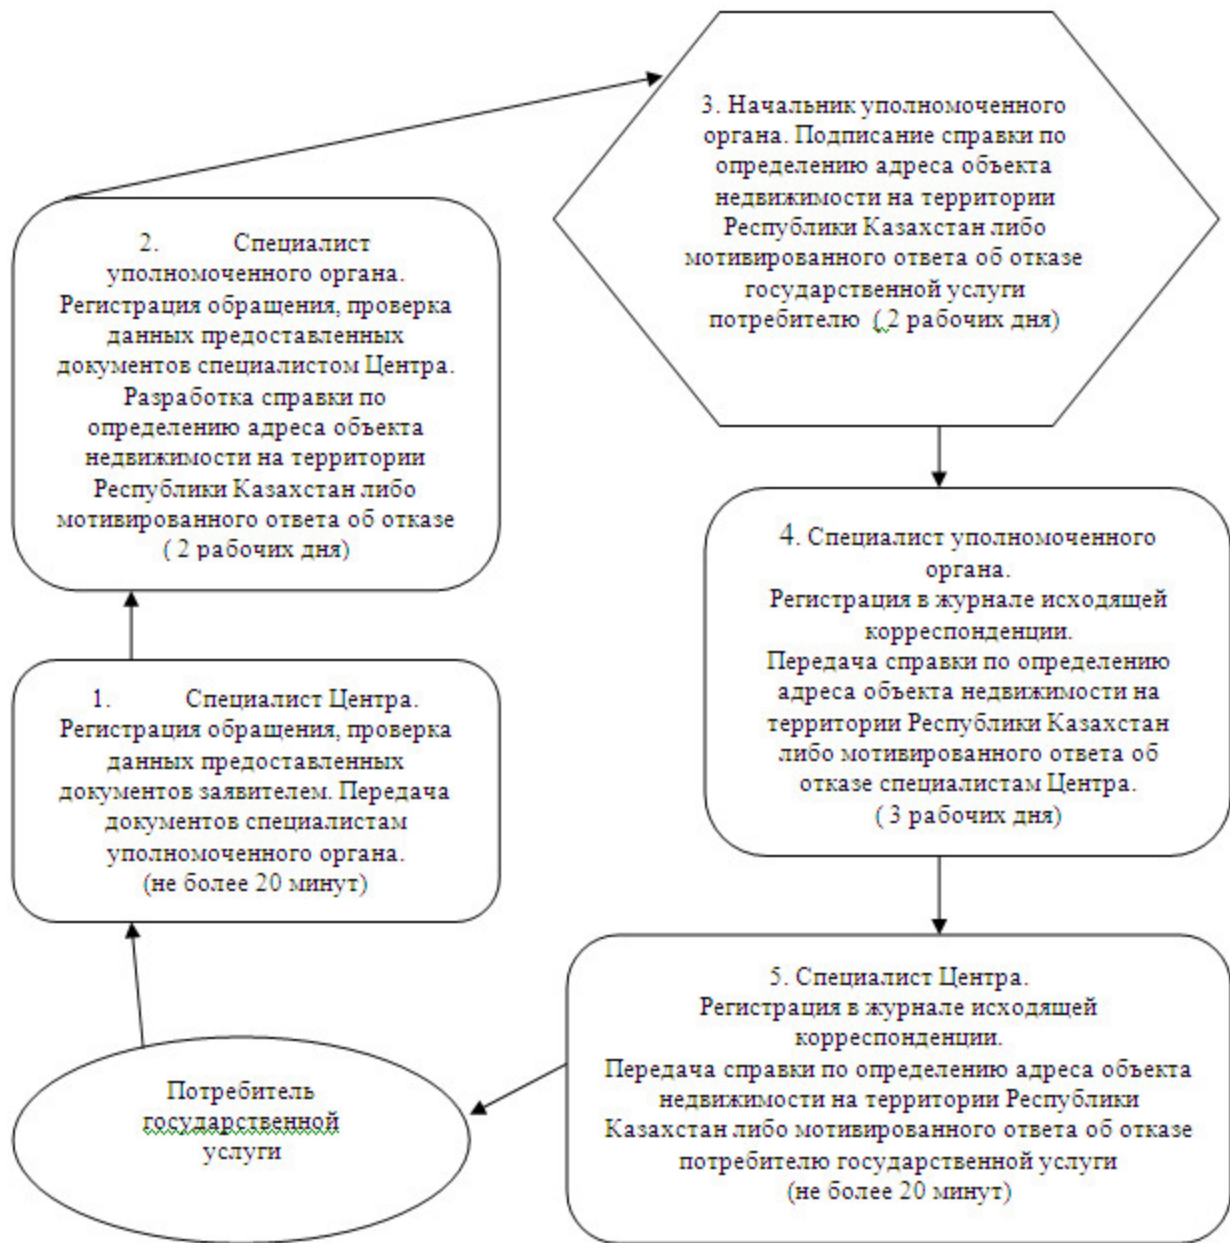 3. Начальник уполномоченного
органа. Подписание справки по
определению адреса объекта
недвижимости на территории
Республики Казахстан либо
мотивированного ответа об отказе
государственной услуги
потребителю ( 2 рабочих дня)
2. Специалист
уполномоченного органа.
Регистрация обращения, проверка
данных предоставленных
документов специалистом Центра.
Разработка справки по
определению адреса объекта
недвижимости на территории
Республики Казахстан либо
мотивированного ответа об отказе
( 2 рабочих дня)
4. Специалист уполномоченного
органа.
Регистрация в журнале исходящей
корреспонденции.
Передача справки по определению
адреса объекта недвижимости на
территории Республики Казахстан
либо мотивированного ответа об
отказе специалистам Центра.
( 3 рабочих дня)
1. Специалист Центра.
Регистрация обращения, проверка
данных предоставленных
документов заявителем. Передача
документов специалистам
уполномоченного органа.
(не более 20 минут)
5. Специалист Центра.
Регистрация в журнале исходящей
корреспонденции.
Передача справки по определению адреса объекта
недвижимости на территории Республики
Казахстан либо мотивированного ответа об отказе
потребителю государственной услуги
(не более 20 минут)
Потребитель
государственной
услуги